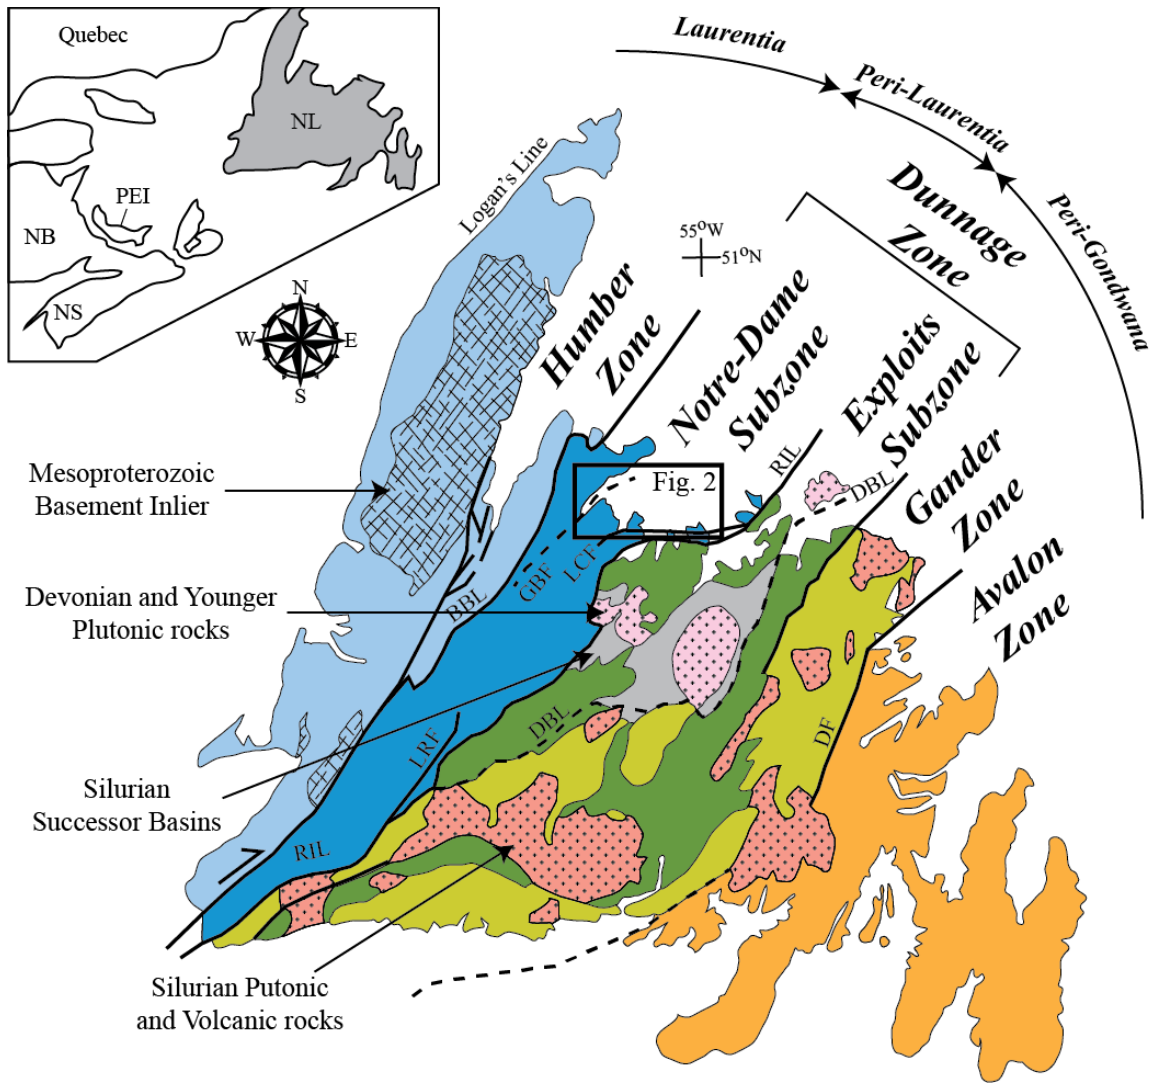 Quebec
NL
PEI
NB
NS
N
W
E
S
Laurentia
Peri-Laurentia
Peri-Gondwana
Logan's Line
55°W
51°N
Dunnage
Zone
Humber
Zone
Notre-Dame
Subzone
Exploits
Subzone
Gander
Zone
Avalon
Zone
RIL
DBL
Fig. 2
Mesoproterozoic
Basement Inlier
GBF
LCF
BBL
Devonian and Younger
Plutonic rocks
DBL
LRF
DF
Silurian
Successor Basins
RIL
Silurian Putonic
and Volcanic rocks